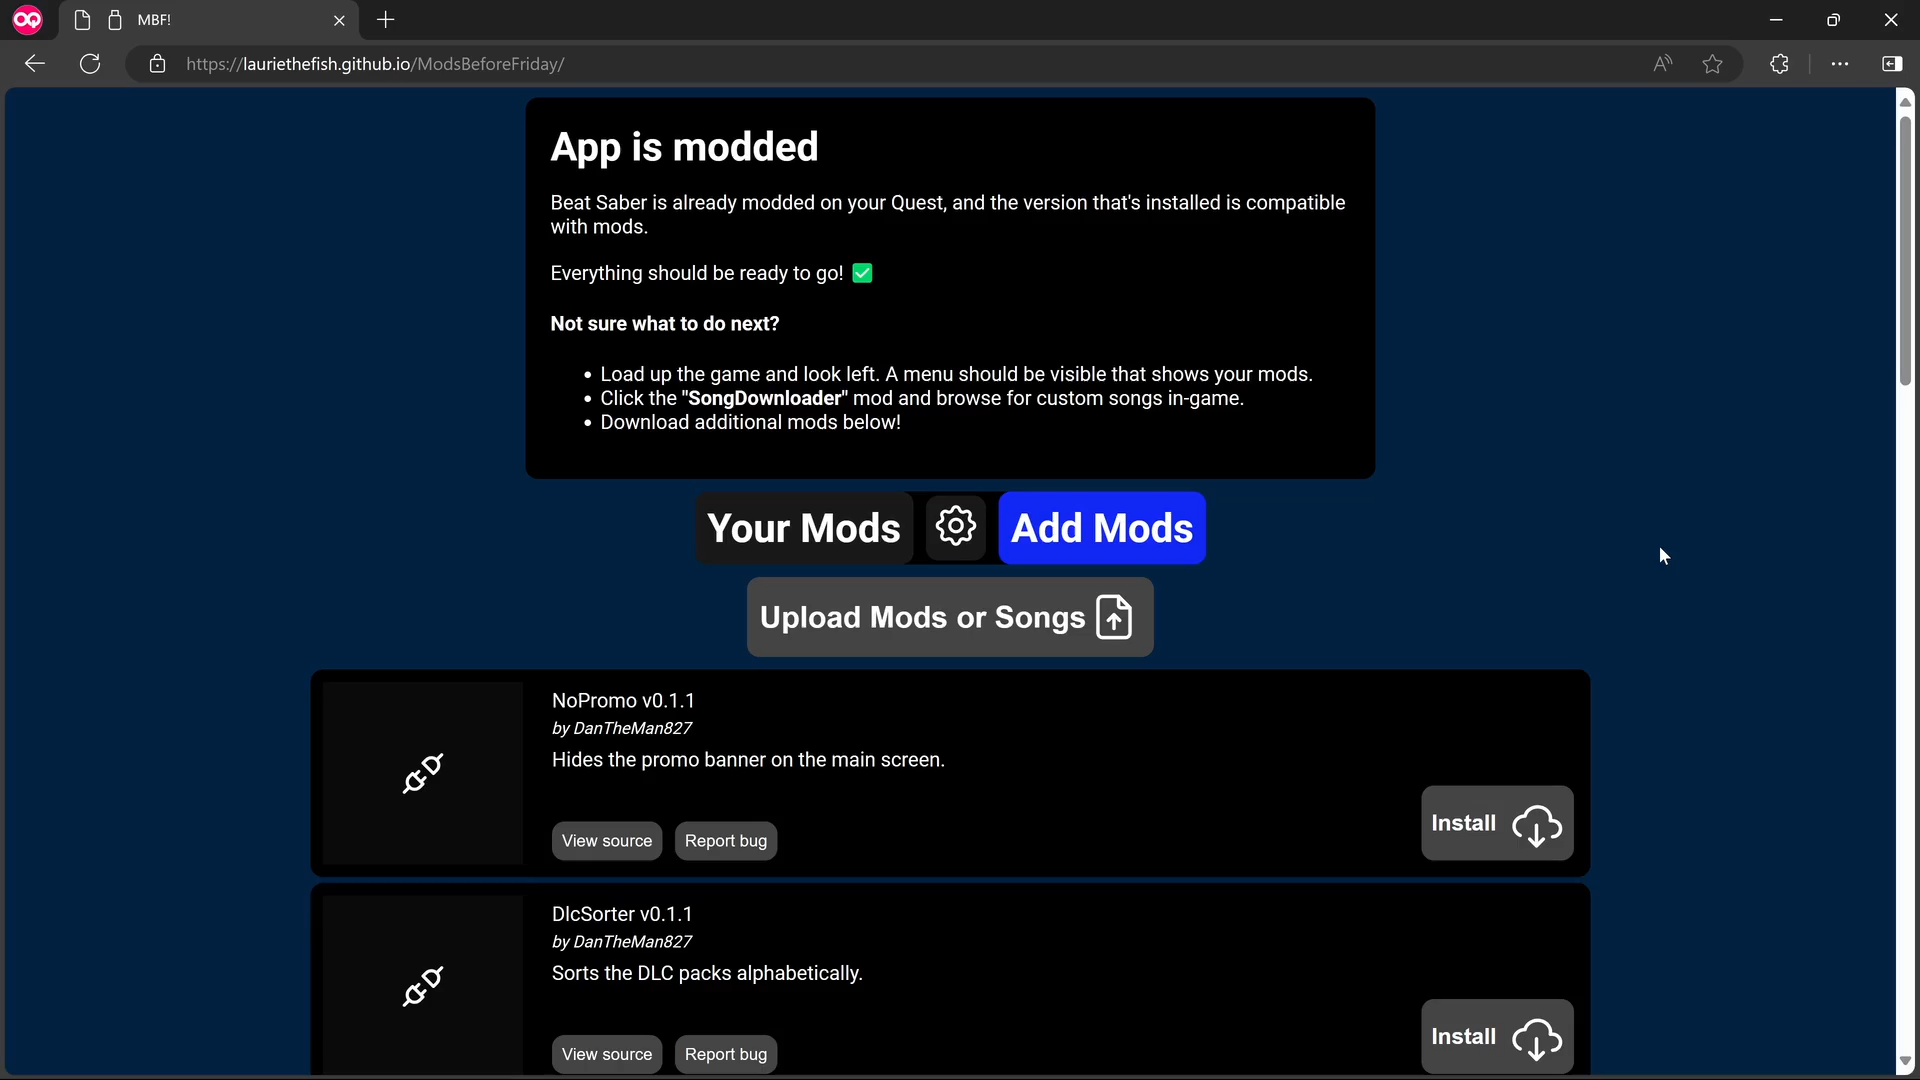 MBF!
https://lauriethefish.github.io/ModsBeforeFriday/
App is modded
Beat Saber is already modded on your Quest, and the version that's installed is compatible
with mods.
Everything should be ready to go! ✅
Not sure what to do next?
• Load up the game and look left. A menu should be visible that shows your mods.
• Click the "SongDownloader" mod and browse for custom songs in-game.
• Download additional mods below!
Your Mods
Add Mods
Upload Mods or Songs
NoPromo v0.1.1
by DanTheMan827
Hides the promo banner on the main screen.
View source
Report bug
Install
DlcSorter v0.1.1
by DanTheMan827
Sorts the DLC packs alphabetically.
View source
Report bug
Install